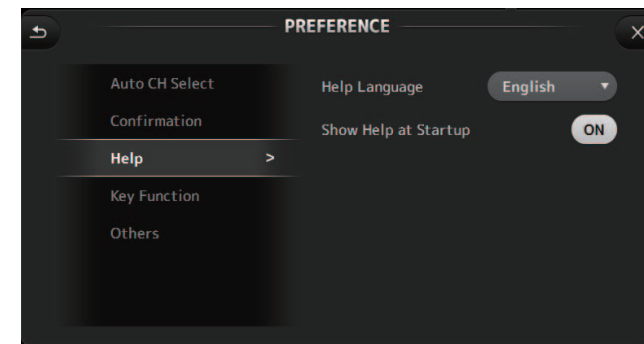 PREFERENCE
Auto CH Select
Confirmation
Help >
Key Function
Others
Help Language English
Show Help at Startup ON